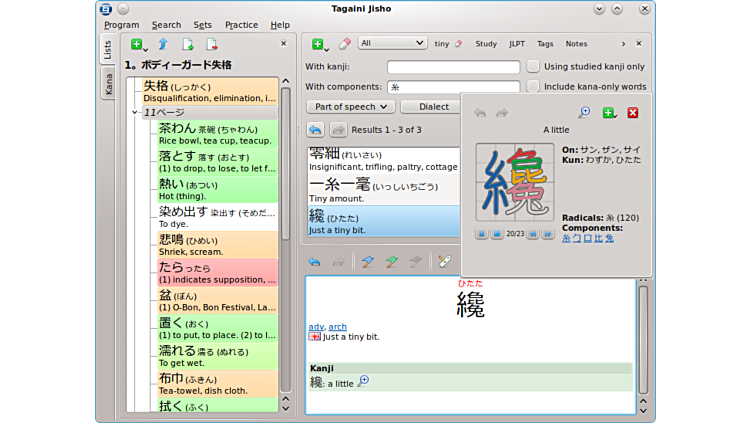 Tagaini Jisho
Program Search Sets Practice Help
Lists
Kana
1。ボディーガード失格
失格 (しっかく)
Disqualification, elimination, i...
11ページ
茶わん 茶碗 (ちゃわん)
Rice bowl, tea cup, teacup.
落とす 落す (おとす)
(1) to drop, to lose, to let f...
熱い (あつい)
Hot (thing).
染め出す 染出す (そめだ...
To dye.
悲鳴 (ひめい)
Shriek, scream.
たら ったら
(1) indicates supposition, ...
盆 (ぼん)
(1) O-Bon, Bon Festival, La...
置く (おく)
(1) to put, to place. (2) to l...
濡れる 濡る (ぬれる)
To get wet.
布巾 (ふきん)
Tea-towel, dish cloth.
拭く (ふく)
All tiny Study JLPT Tags Notes
With kanji: Using studied kanji only
With components: 糸 Include kana-only words
Part of speech Dialect
Results 1 - 3 of 3
零細 (れいさい)
Insignificant, trifling, paltry, cottage
一糸一毫 (いっしいちごう)
Tiny amount.
纔 (ひたた)
Just a tiny bit.
A little
On: サン, ザン, サイ
Kun: わずか, ひたた
纔
Radicals: 糸 (120)
Components:
糸 ク 口 比 兔
20/23
ひたた
纔
adv, arch
Just a tiny bit.
Kanji
纔: a little